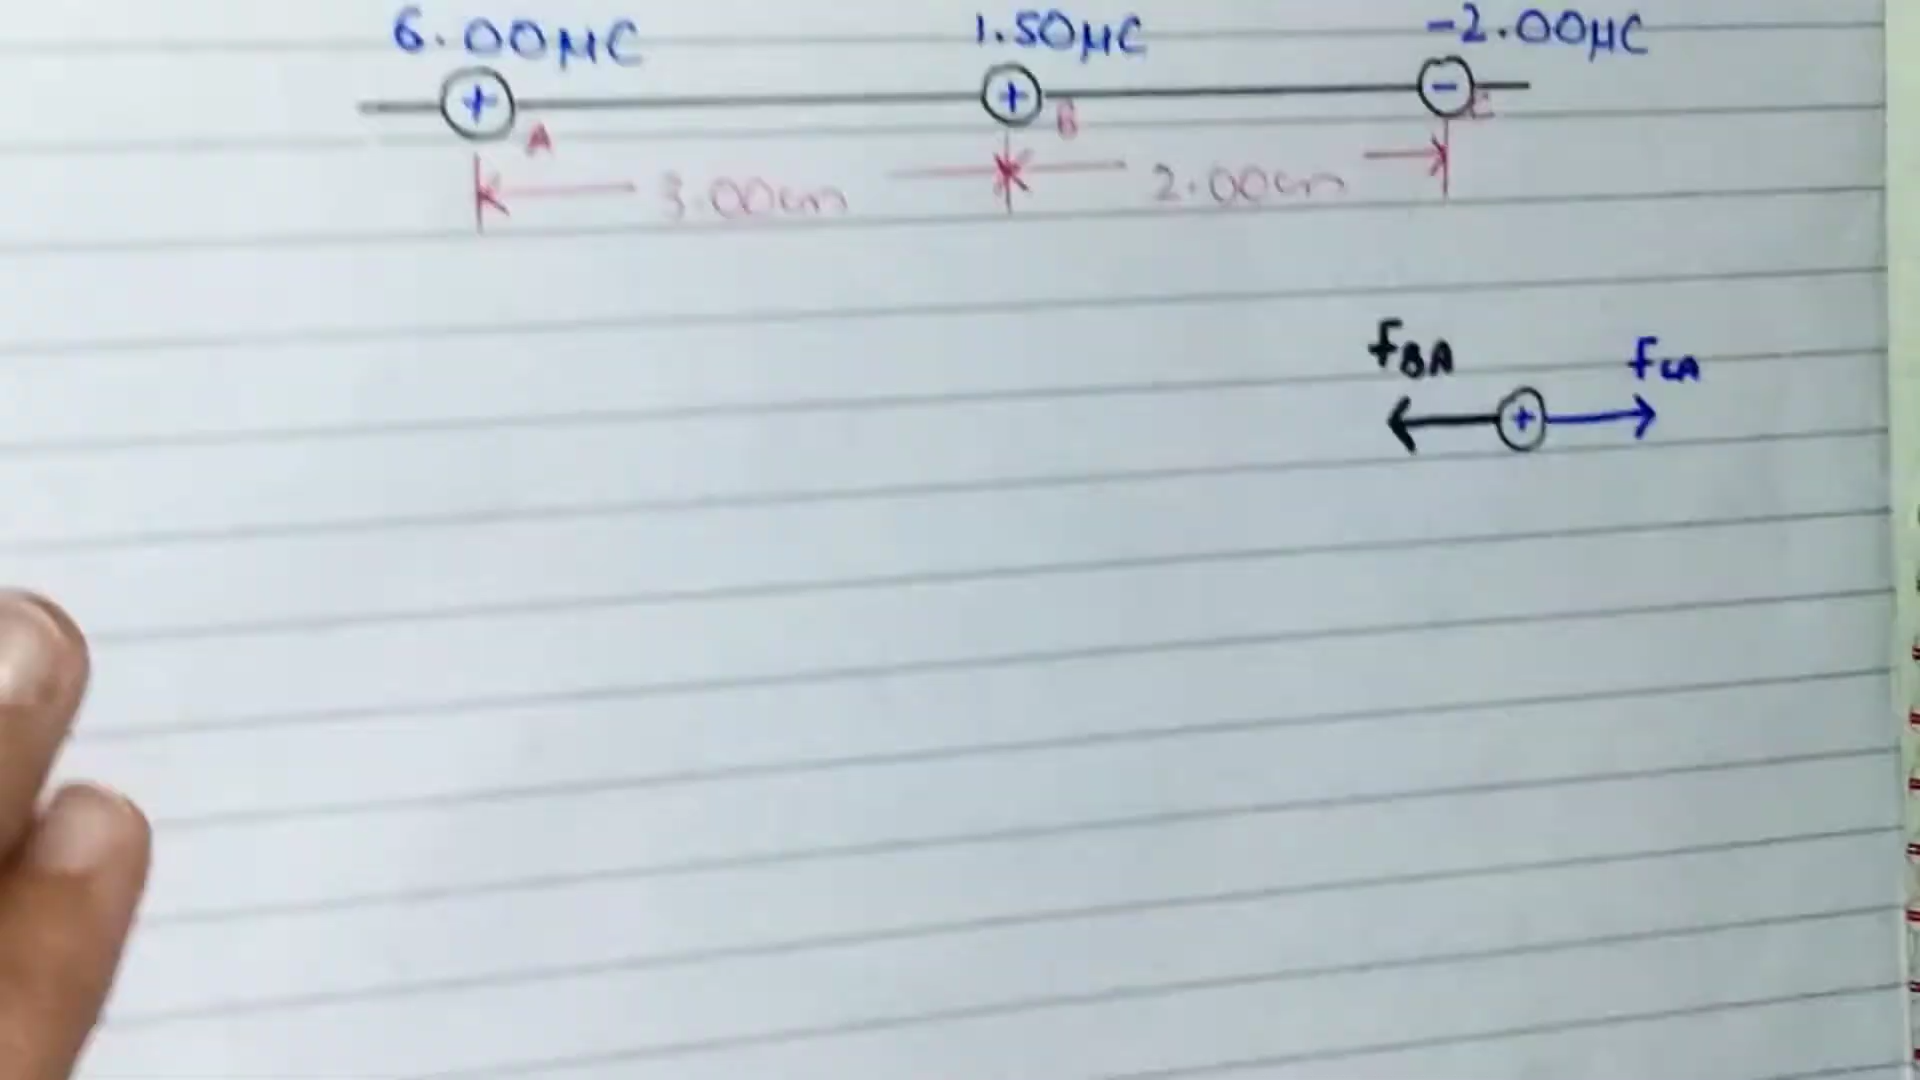 6.00μC 1.50μC -2.00μC
+ + -
A B C
3.00cm 2.00cm
fBA fCA
+